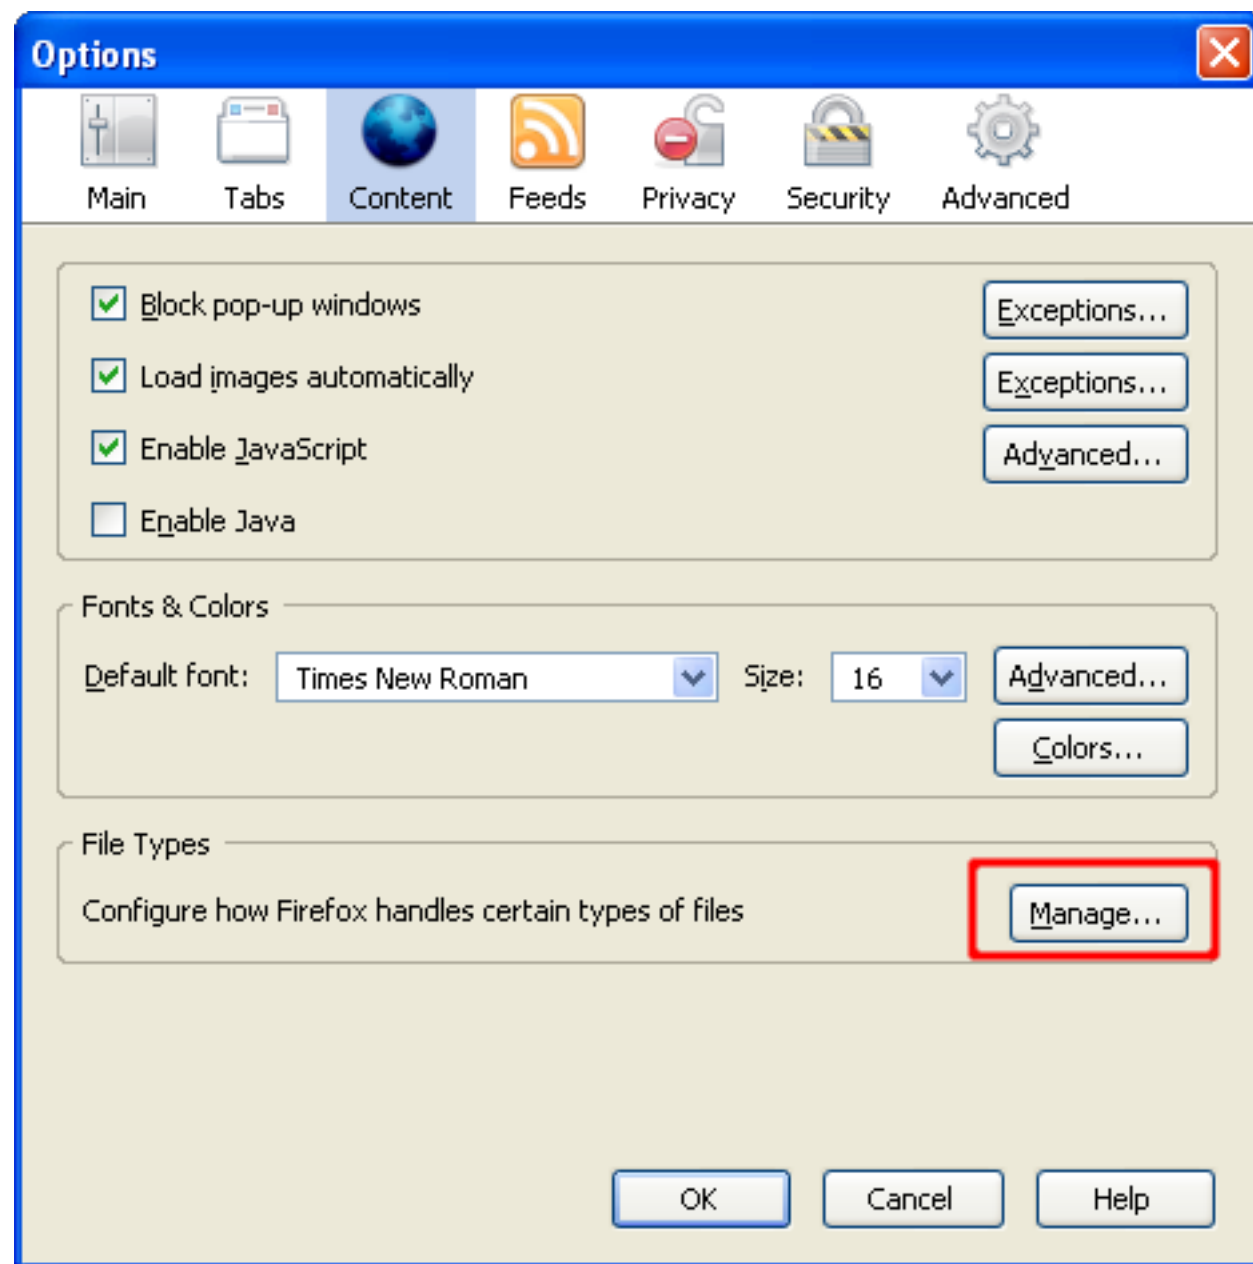 Options
Main Tabs Content Feeds Privacy Security Advanced
Block pop-up windows Exceptions...
Load images automatically Exceptions...
Enable JavaScript Advanced...
Enable Java
Fonts & Colors
Default font: Times New Roman Size: 16 Advanced...
Colors...
File Types
Configure how Firefox handles certain types of files Manage...
OK Cancel Help